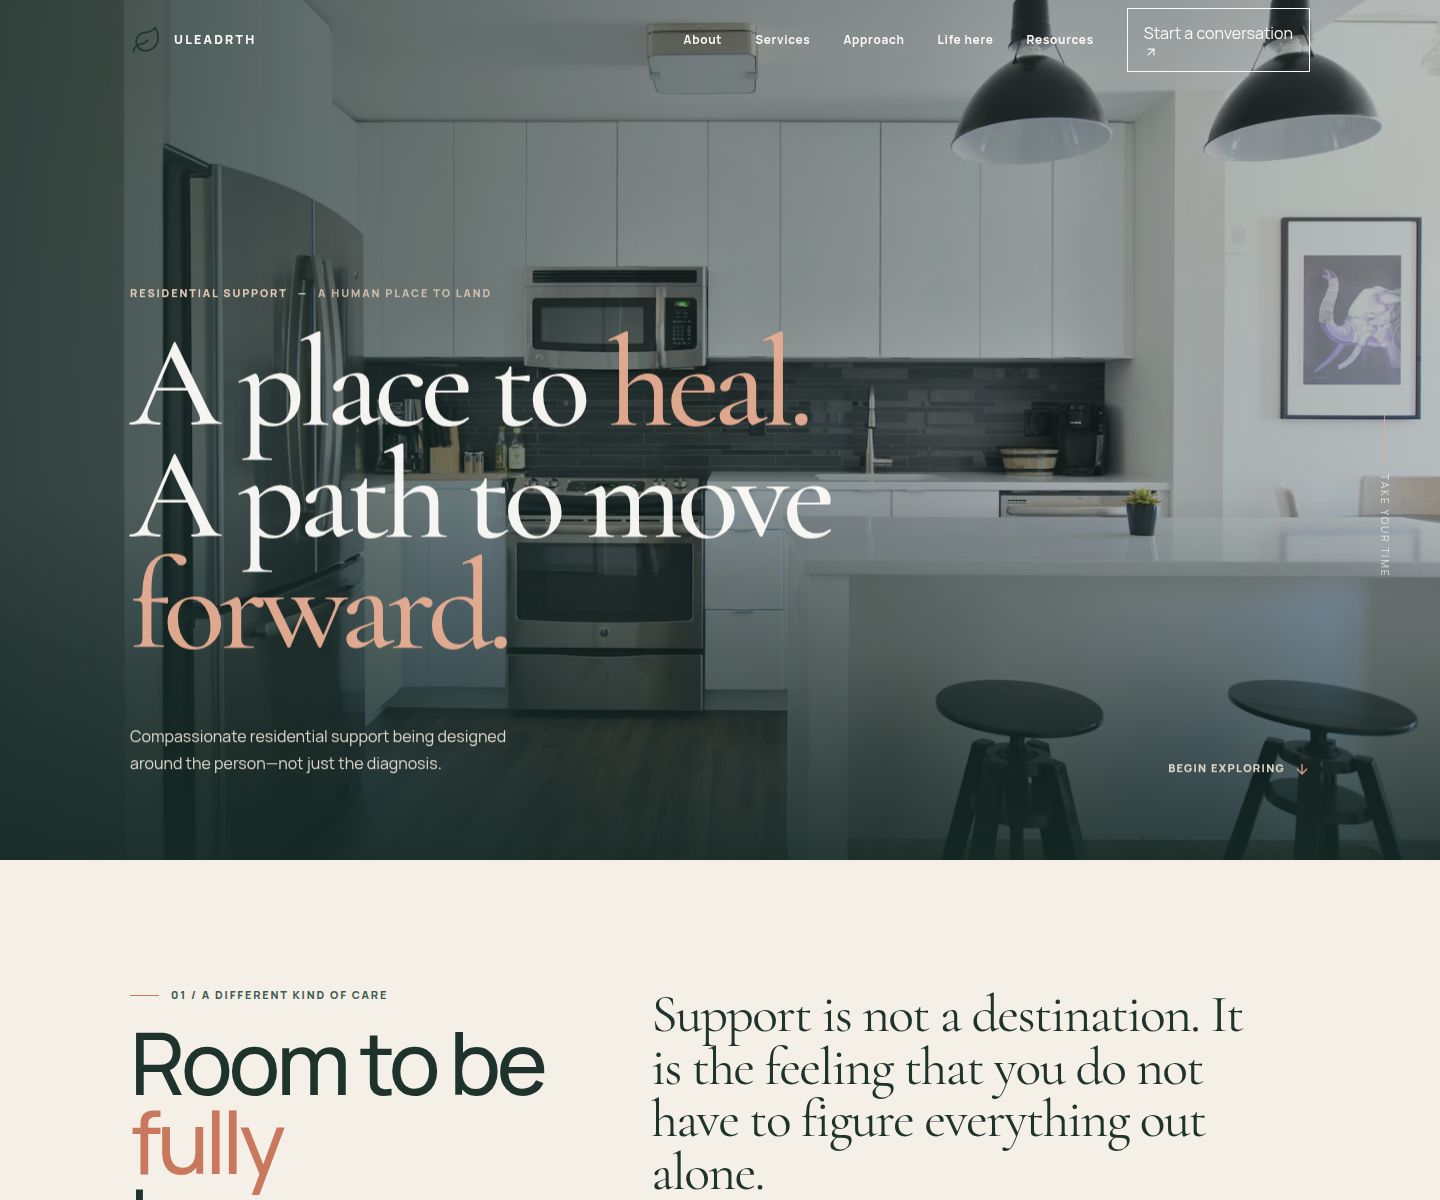 ULEADRTH
About
Services
Approach
Life here
Resources
Start a conversation
RESIDENTIAL SUPPORT — A HUMAN PLACE TO LAND
A place to heal.
A path to move
forward.
TAKE YOUR TIME
Compassionate residential support being designed
around the person—not just the diagnosis.
BEGIN EXPLORING
01 / A DIFFERENT KIND OF CARE
Room to be
fully
Support is not a destination. It
is the feeling that you do not
have to figure everything out
alone.